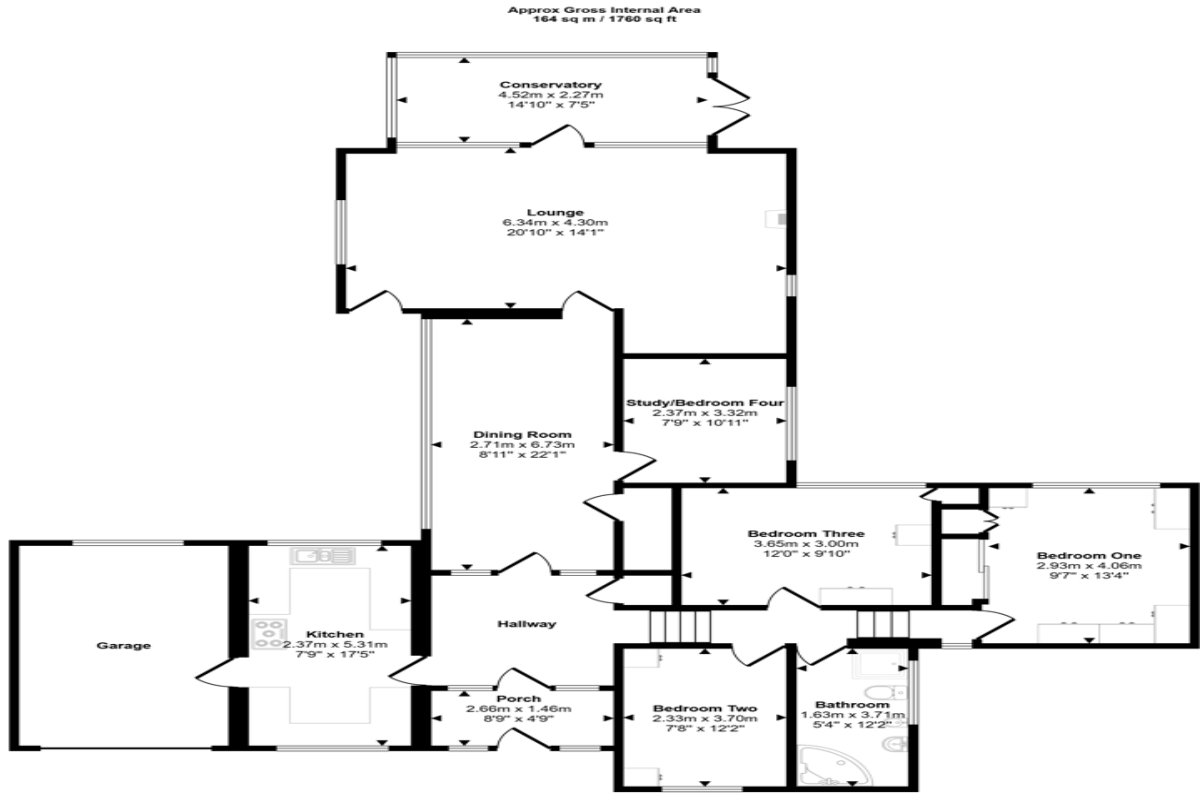 Approx Gross Internal Area
164 sq m / 1760 sq ft
Conservatory
4.52m x 2.27m
14'10" x 7'5"
Lounge
6.34m x 4.30m
20'10" x 14'1"
Study/Bedroom Four
2.37m x 3.32m
7'9" x 10'11"
Dining Room
2.71m x 6.73m
8'11" x 22'1"
Bedroom Three
3.65m x 3.00m
12'0" x 9'10"
Bedroom One
2.93m x 4.06m
9'7" x 13'4"
Hallway
Kitchen
2.37m x 5.31m
7'9" x 17'5"
Garage
Porch
2.66m x 1.46m
8'9" x 4'9"
Bedroom Two
2.33m x 3.70m
7'8" x 12'2"
Bathroom
1.63m x 3.71m
5'4" x 12'2"